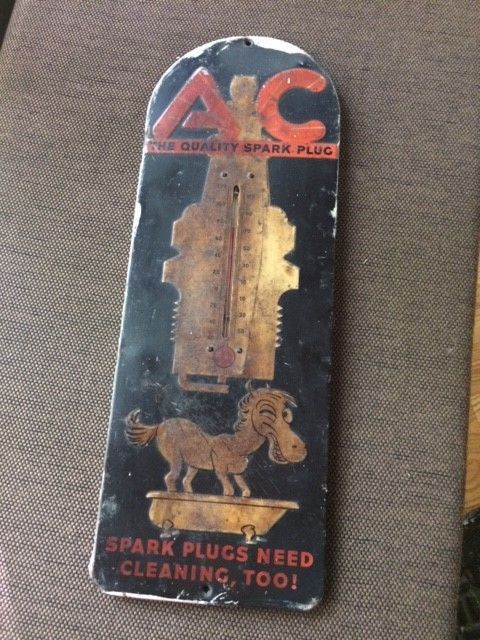 AC
THE QUALITY SPARK PLUG
SPARK PLUGS NEED
CLEANING, TOO!